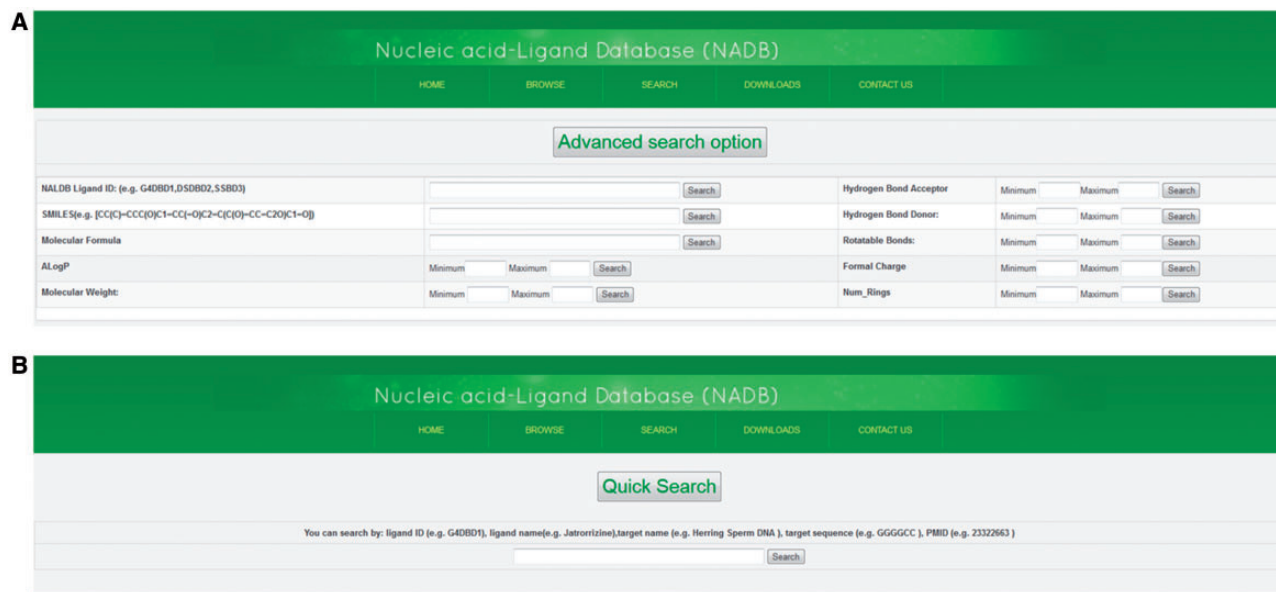 A
Nucleic acid-Ligand Database (NADB)
HOME BROWSE SEARCH DOWNLOADS CONTACT US
Advanced search option
NALDB Ligand ID: (e.g. G4DBD1,DSDBD2,SSBD3) Search Hydrogen Bond Acceptor Minimum Maximum Search
SMILES(e.g. [CC(C)=CCC(O)C1=CC(=O)C2=C(C(O)=CC=C2O)C1=O]) Search Hydrogen Bond Donor: Minimum Maximum Search
Molecular Formula Search Rotatable Bonds: Minimum Maximum Search
ALogP Minimum Maximum Search Formal Charge Minimum Maximum Search
Molecular Weight: Minimum Maximum Search Num_Rings Minimum Maximum Search
B
Nucleic acid-Ligand Database (NADB)
HOME BROWSE SEARCH DOWNLOADS CONTACT US
Quick Search
You can search by: ligand ID (e.g. G4DBD1), ligand name(e.g. Jatrorrizine),target name (e.g. Herring Sperm DNA ), target sequence (e.g. GGGGCC ), PMID (e.g. 23322663 )
Search